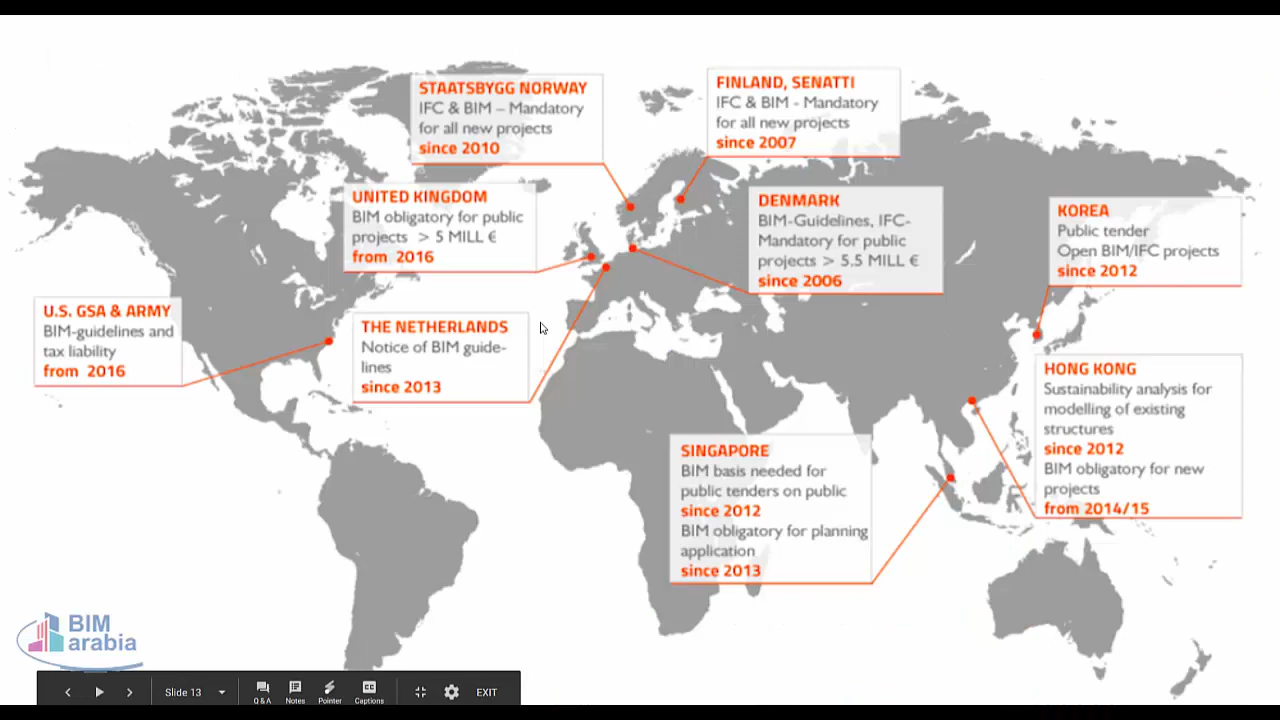 STAATSBYGG NORWAY
IFC & BIM – Mandatory
for all new projects
since 2010
FINLAND, SENATTI
IFC & BIM - Mandatory
for all new projects
since 2007
UNITED KINGDOM
BIM obligatory for public
projects > 5 MILL €
from 2016
DENMARK
BIM-Guidelines, IFC-
Mandatory for public
projects > 5.5 MILL €
since 2006
KOREA
Public tender
Open BIM/IFC projects
since 2012
U.S. GSA & ARMY
BIM-guidelines and
tax liability
from 2016
THE NETHERLANDS
Notice of BIM guide-
lines
since 2013
HONG KONG
Sustainability analysis for
modelling of existing
structures
since 2012
BIM obligatory for new
projects
from 2014/15
SINGAPORE
BIM basis needed for
public tenders on public
since 2012
BIM obligatory for planning
application
since 2013
BIM
arabia
Slide 13
Q & A
Notes
Pointer
Captions
EXIT